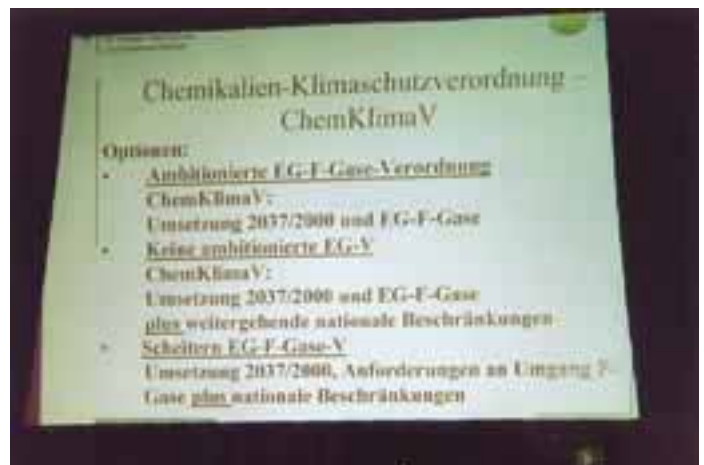 Chemikalien-Klimaschutzverordnung –
ChemKlimaV
Optionen:
• Ambitionierte EG-F-Gase-Verordnung
ChemKlimaV:
Umsetzung 2037/2000 und EG-F-Gase
• Keine ambitionierte EG-V
ChemKlimaV:
Umsetzung 2037/2000 und EG-F-Gase
plus weitergehende nationale Beschränkungen
• Scheitern EG-F-Gase-V
Umsetzung 2037/2000, Anforderungen an Umgang F-
Gase plus nationale Beschränkungen